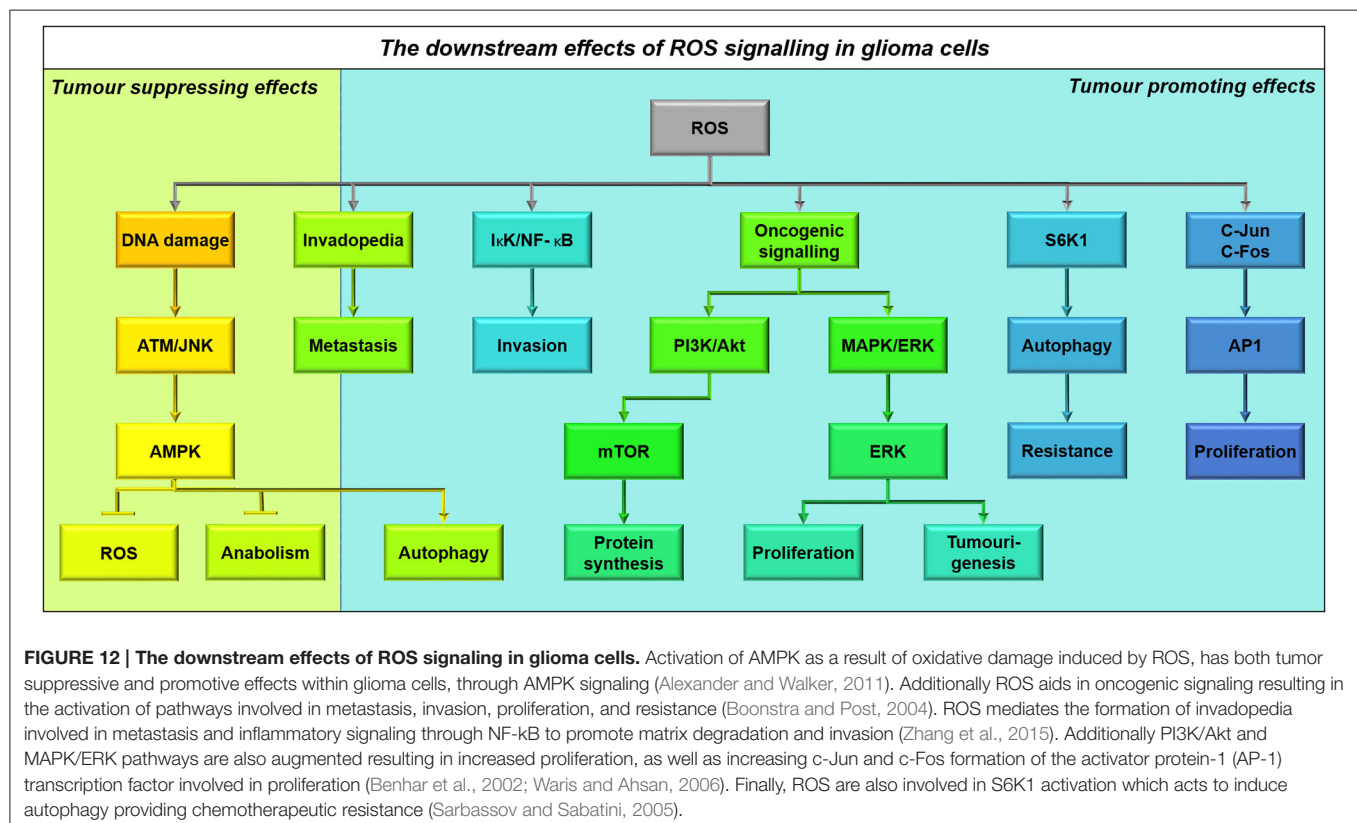 The downstream effects of ROS signalling in glioma cells
Tumour suppressing effects
Tumour promoting effects
ROS
DNA damage
Invadopedia
IκK/NF- κB
Oncogenic
signalling
S6K1
C-Jun
C-Fos
ATM/JNK
Metastasis
Invasion
PI3K/Akt
MAPK/ERK
Autophagy
AP1
AMPK
mTOR
ERK
Resistance
Proliferation
ROS
Anabolism
Autophagy
Protein
synthesis
Proliferation
Tumouri-
genesis
FIGURE 12 | The downstream effects of ROS signaling in glioma cells. Activation of AMPK as a result of oxidative damage induced by ROS, has both tumor
suppressive and promotive effects within glioma cells, through AMPK signaling (Alexander and Walker, 2011). Additionally ROS aids in oncogenic signaling resulting in
the activation of pathways involved in metastasis, invasion, proliferation, and resistance (Boonstra and Post, 2004). ROS mediates the formation of invadopedia
involved in metastasis and inflammatory signaling through NF-kB to promote matrix degradation and invasion (Zhang et al., 2015). Additionally PI3K/Akt and
MAPK/ERK pathways are also augmented resulting in increased proliferation, as well as increasing c-Jun and c-Fos formation of the activator protein-1 (AP-1)
transcription factor involved in proliferation (Benhar et al., 2002; Waris and Ahsan, 2006). Finally, ROS are also involved in S6K1 activation which acts to induce
autophagy providing chemotherapeutic resistance (Sarbassov and Sabatini, 2005).